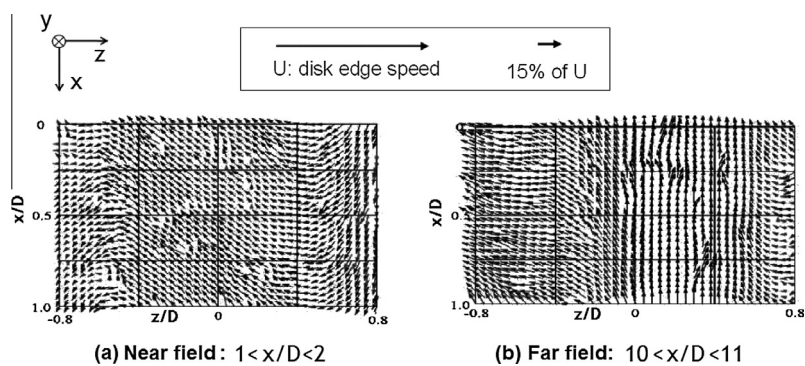 y
z
x
U: disk edge speed
15% of U
0
x/D
0.5
1.0
-0.8
z/D
0
0.8
0
x/D
0.5
1.0
-0.8
z/D
0
0.8
(a) Near field: 1<x/D<2
(b) Far field: 10<x/D<11